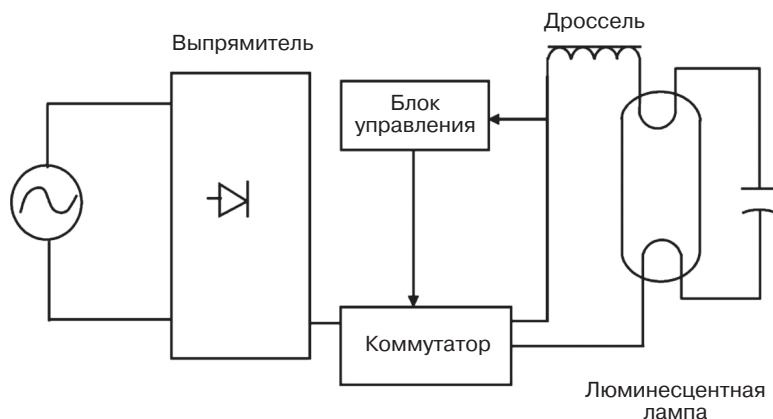 Дроссель
Выпрямитель
Блок
управления
Коммутатор
Люминесцентная
лампа